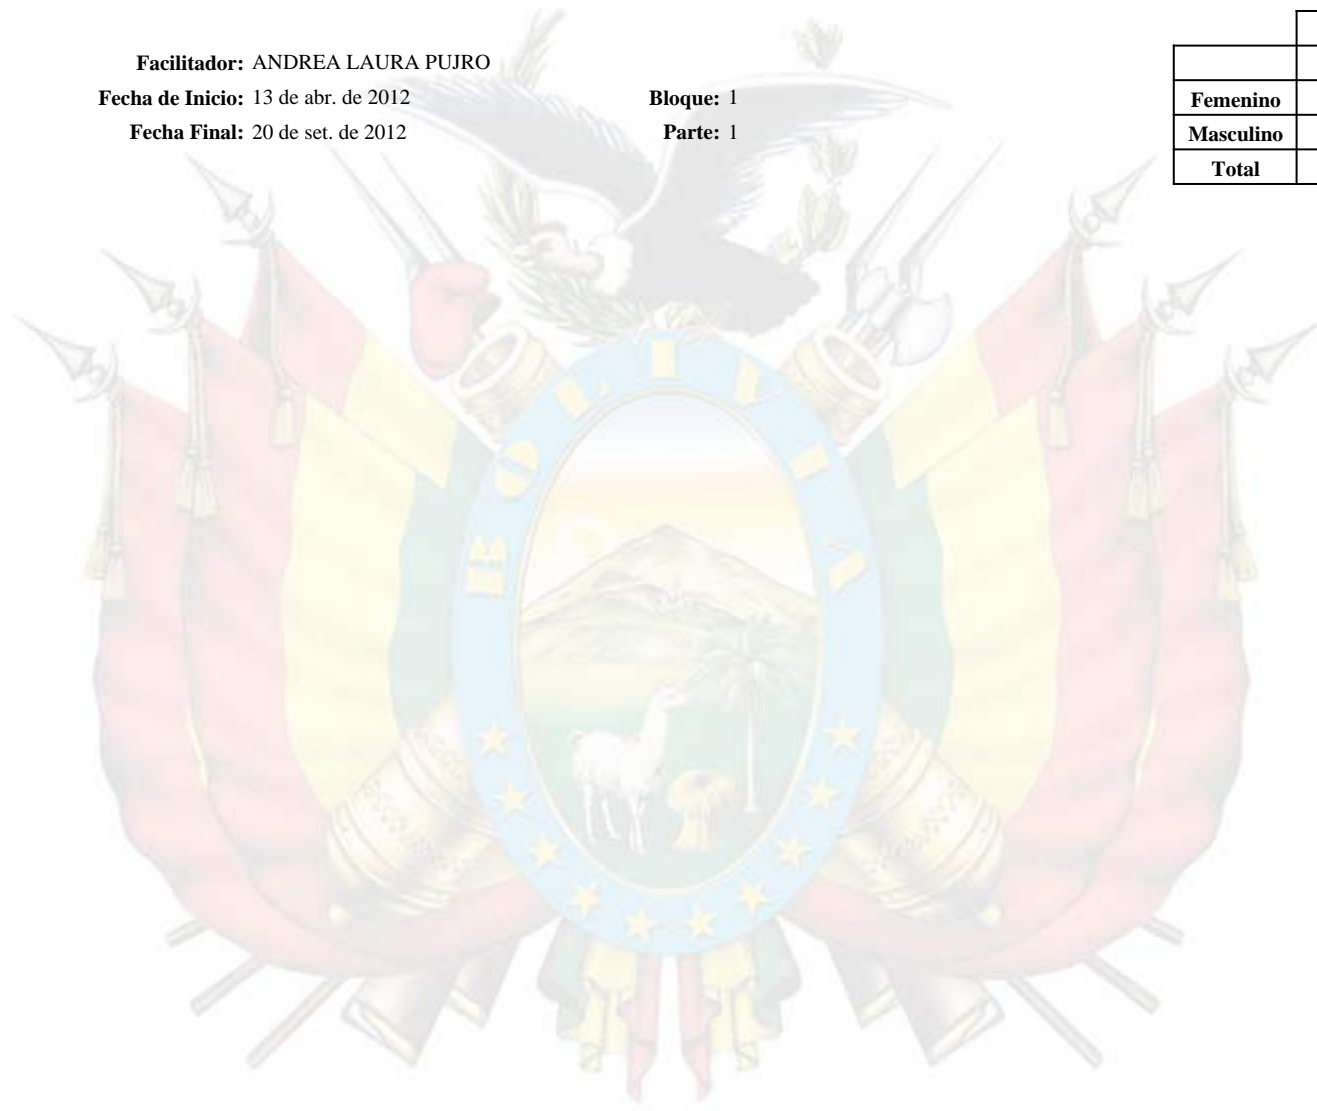 Facilitador: ANDREA LAURA PUJRO
Fecha de Inicio: 13 de abr. de 2012 Bloque: 1
Fecha Final: 20 de set. de 2012 Parte: 1
Femenino
Masculino
Total
BOLIVIA